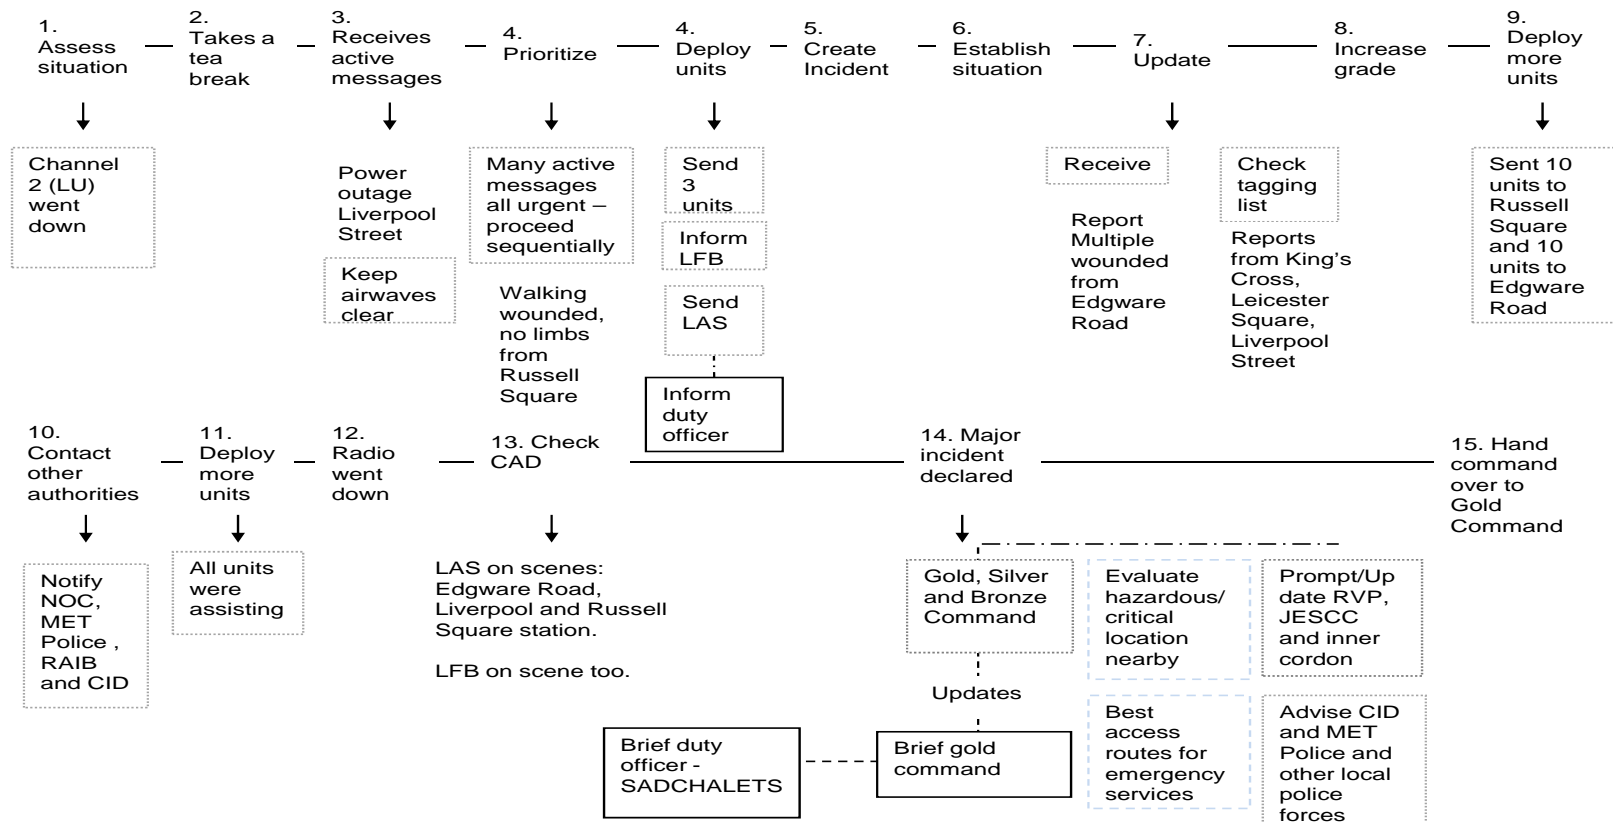 1.
Assess
situation
2.
Takes a
tea
break
3.
Receives
active
messages
4.
Prioritize
4.
Deploy
units
5.
Create
Incident
6.
Establish
situation
7.
Update
8.
Increase
grade
9.
Deploy
more
units
Channel
2 (LU)
went
down
Power
outage
Liverpool
Street
Keep
airwaves
clear
Many active
messages
all urgent –
proceed
sequentially
Walking
wounded,
no limbs
from
Russell
Square
Send
3
units
Inform
LFB
Send
LAS
Inform
duty
officer
Receive
Report
Multiple
wounded
from
Edgware
Road
Check
tagging
list
Reports
from King's
Cross,
Leicester
Square,
Liverpool
Street
Sent 10
units to
Russell
Square
and 10
units to
Edgware
Road
10.
Contact
other
authorities
11.
Deploy
more
units
12.
Radio
went
down
13. Check
CAD
14. Major
incident
declared
15. Hand
command
over to
Gold
Command
Notify
NOC,
MET
Police ,
RAIB
and CID
All units
were
assisting
LAS on scenes:
Edgware Road,
Liverpool and Russell
Square station.
LFB on scene too.
Gold, Silver
and Bronze
Command
Updates
Brief gold
command
Brief duty
officer -
SADCHALETS
Evaluate
hazardous/
critical
location
nearby
Best
access
routes for
emergency
services
Prompt/Up
date RVP,
JESCC
and inner
cordon
Advise CID
and MET
Police and
other local
police
forces